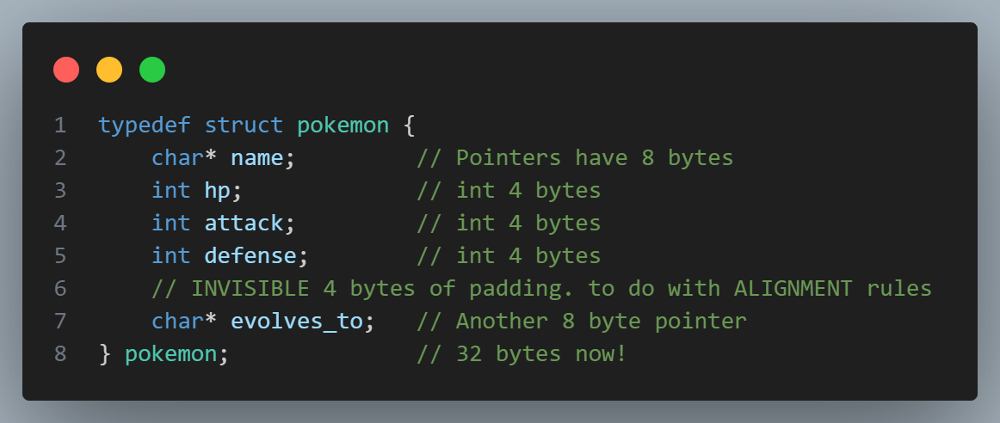 1 typedef struct pokemon {
2     char* name;         // Pointers have 8 bytes
3     int hp;             // int 4 bytes
4     int attack;         // int 4 bytes
5     int defense;        // int 4 bytes
6     // INVISIBLE 4 bytes of padding. to do with ALIGNMENT rules
7     char* evolves_to;   // Another 8 byte pointer
8 } pokemon;              // 32 bytes now!